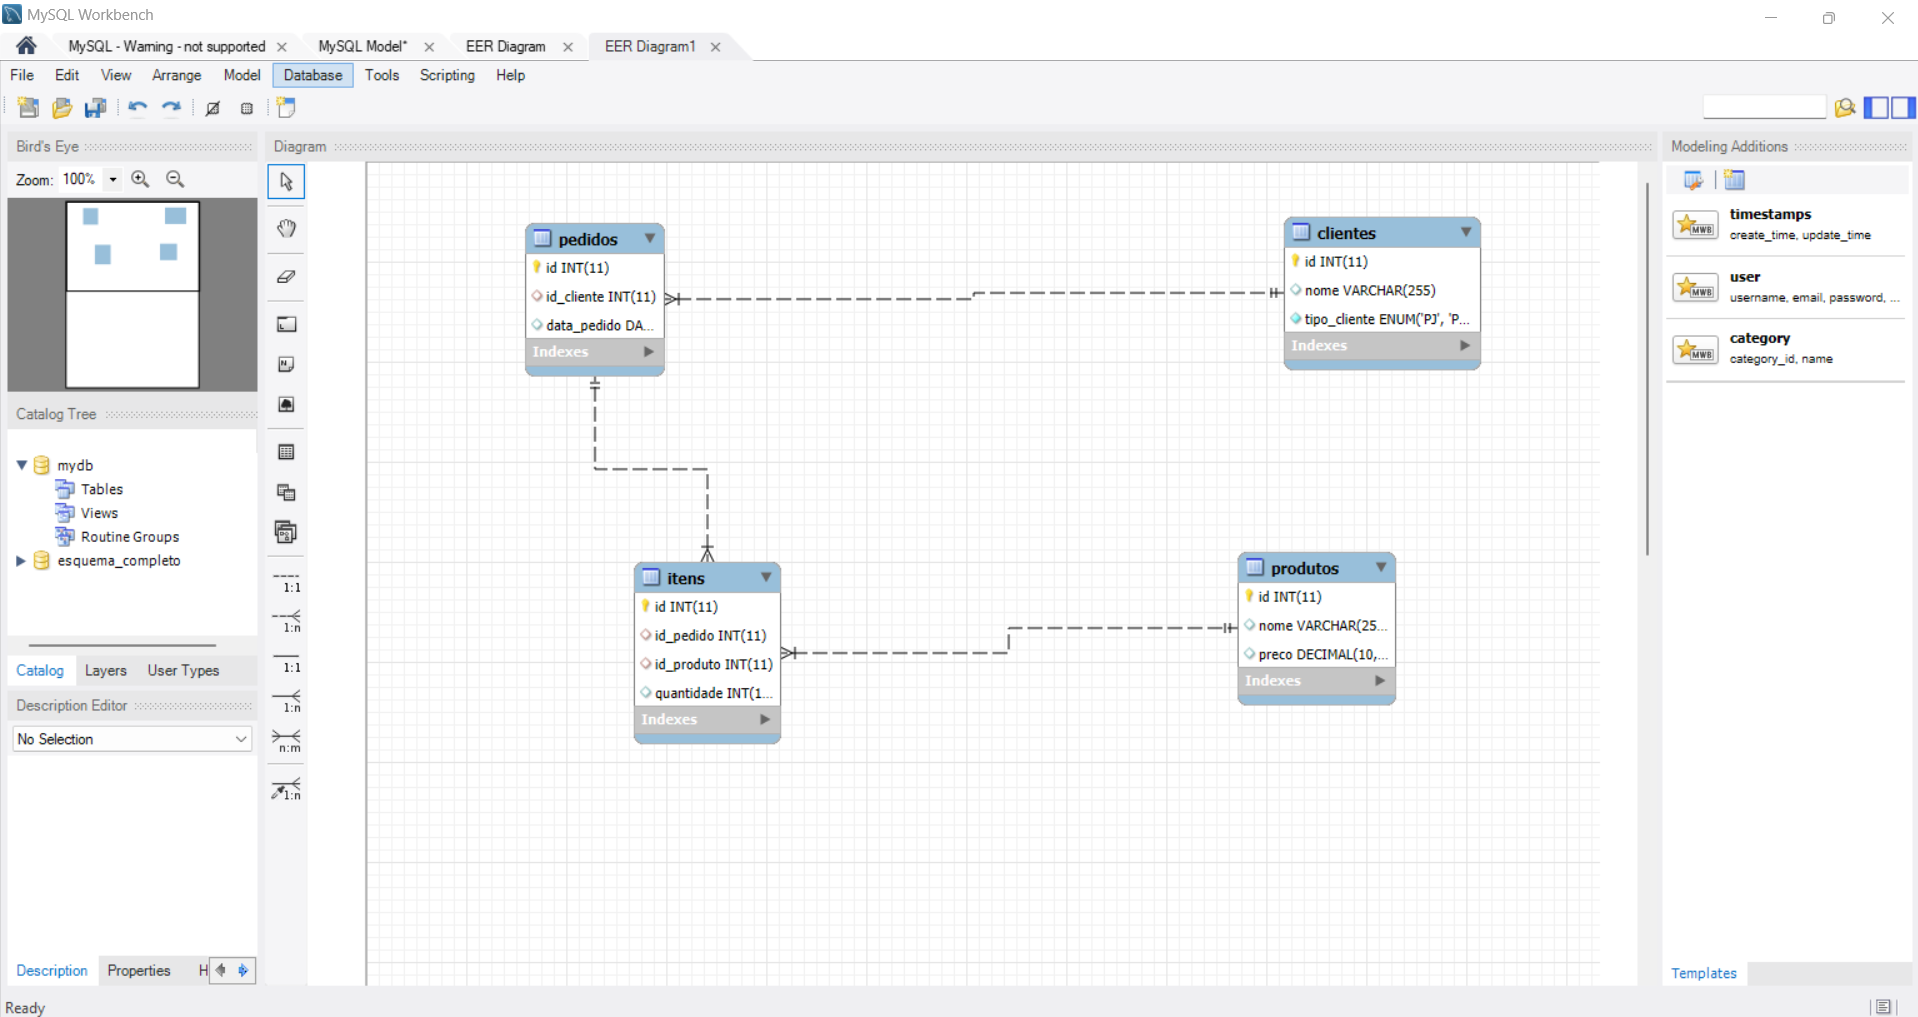 MySQL Workbench
MySQL - Warning - not supported
MySQL Model*
EER Diagram
EER Diagram1
File Edit View Arrange Model Database Tools Scripting Help
Bird's Eye
Zoom: 100%
Catalog Tree
mydb
Tables
Views
Routine Groups
esquema_completo
Catalog Layers User Types
Description Editor
No Selection
Description Properties H
Ready
Diagram
1:1
1:n
1:1
1:n
n:m
1:n
pedidos
id INT(11)
id_cliente INT(11)
data_pedido DA...
Indexes
clientes
id INT(11)
nome VARCHAR(255)
tipo_cliente ENUM('PJ', 'P...
Indexes
itens
id INT(11)
id_pedido INT(11)
id_produto INT(11)
quantidade INT(1...
Indexes
produtos
id INT(11)
nome VARCHAR(25...
preco DECIMAL(10,...
Indexes
Modeling Additions
MWB
timestamps
create_time, update_time
MWB
user
username, email, password, ...
MWB
category
category_id, name
Templates